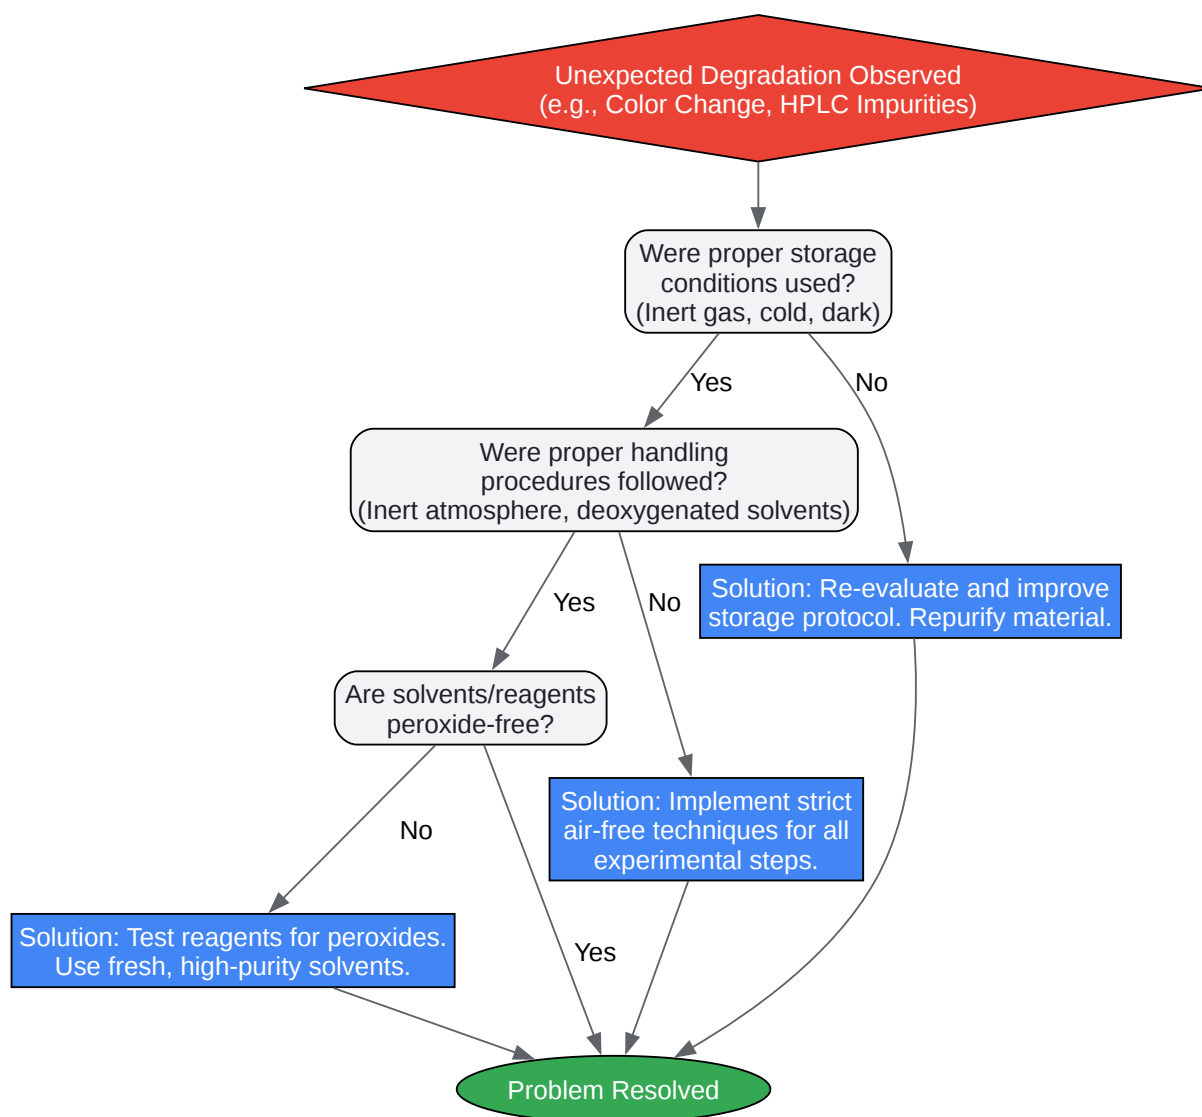 Unexpected Degradation Observed
(e.g., Color Change, HPLC Impurities)
Were proper storage
conditions used?
(Inert gas, cold, dark)
Yes
No
Were proper handling
procedures followed?
(Inert atmosphere, deoxygenated solvents)
Solution: Re-evaluate and improve
storage protocol. Repurify material.
Yes
No
Are solvents/reagents
peroxide-free?
Solution: Implement strict
air-free techniques for all
experimental steps.
No
Yes
Solution: Test reagents for peroxides.
Use fresh, high-purity solvents.
Problem Resolved